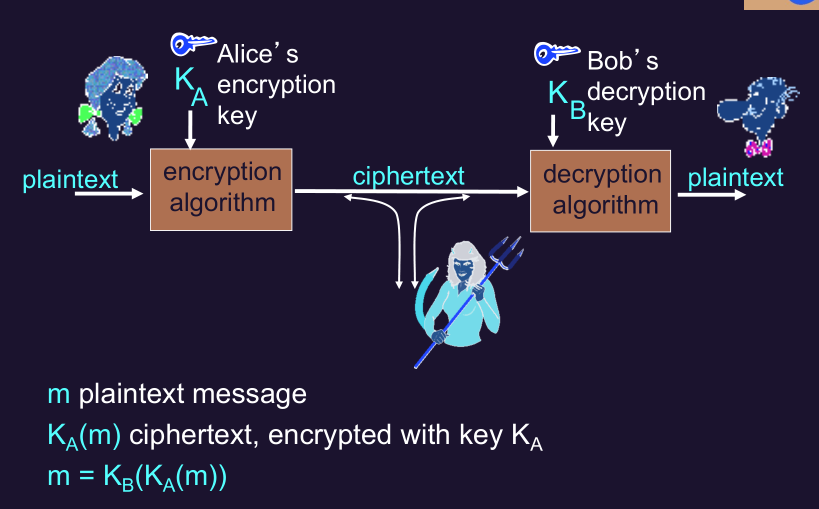 Alice’s
encryption
key
K_A
Bob’s
decryption
key
K_B
plaintext
encryption
algorithm
ciphertext
decryption
algorithm
plaintext
m plaintext message
K_A(m) ciphertext, encrypted with key K_A
m = K_B(K_A(m))